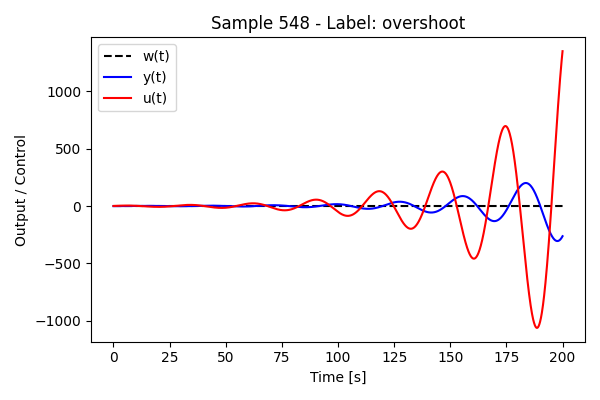 Sample 548 - Label: overshoot
w(t)
y(t)
u(t)
Output / Control
1000
500
0
−500
−1000
0 25 50 75 100 125 150 175 200
Time [s]